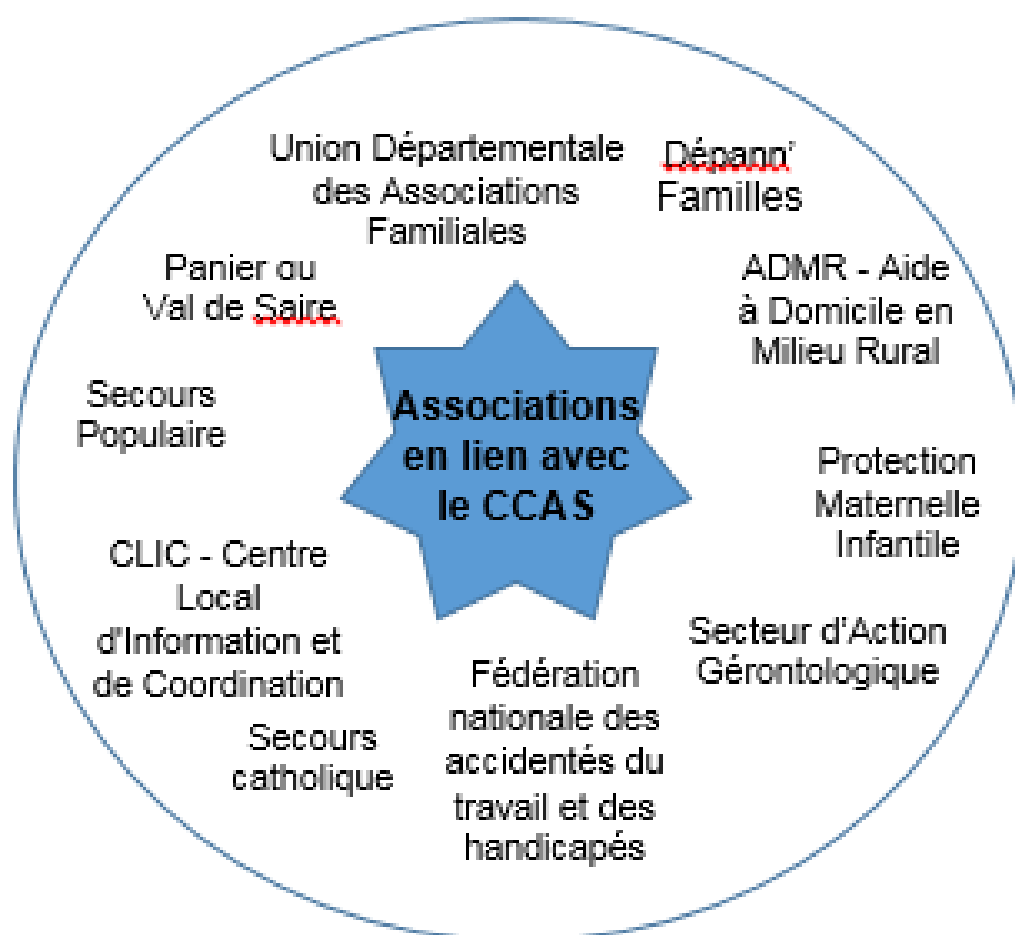 Union Départementale
des Associations
Familiales
Dépann'
Familles
ADMR - Aide
à Domicile en
Milieu Rural
Protection
Maternelle
Infantile
Secteur d'Action
Gérontologique
Fédération
nationale des
accidentés du
travail et des
handicapés
Secours
catholique
CLIC - Centre
Local
d'Information et
de Coordination
Secours
Populaire
Panier au
Val de Saire
Associations
en lien avec
le CCAS